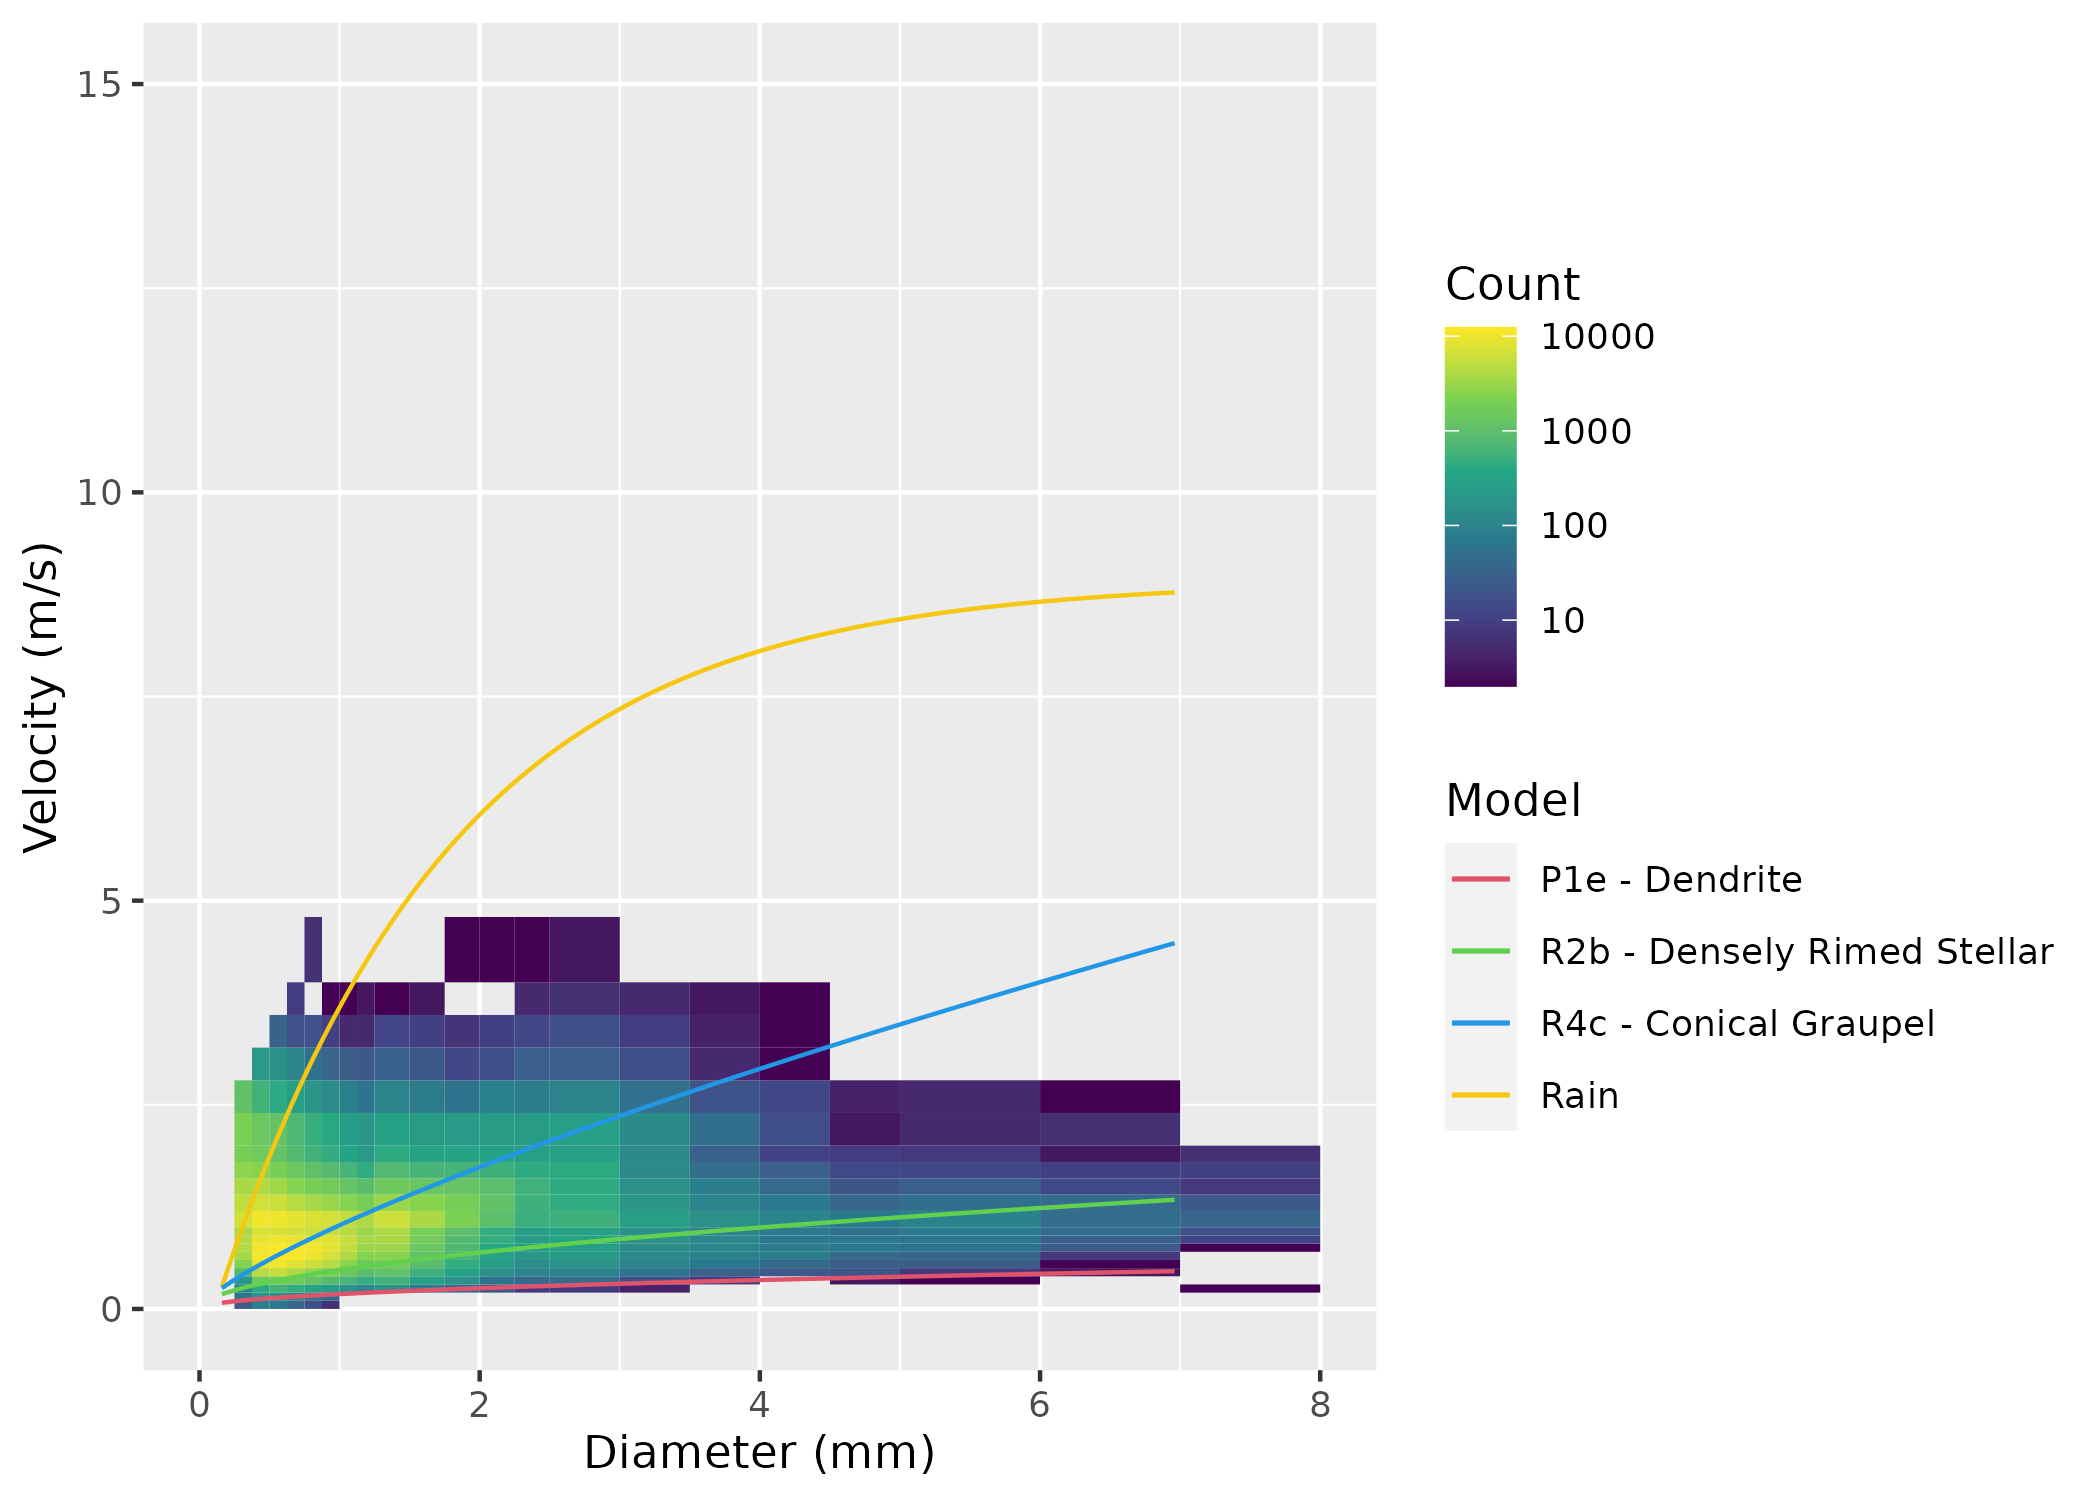 15
10
5
0
Velocity (m/s)
0 2 4 6 8
Diameter (mm)
Count
10000
1000
100
10
Model
P1e - Dendrite
R2b - Densely Rimed Stellar
R4c - Conical Graupel
Rain